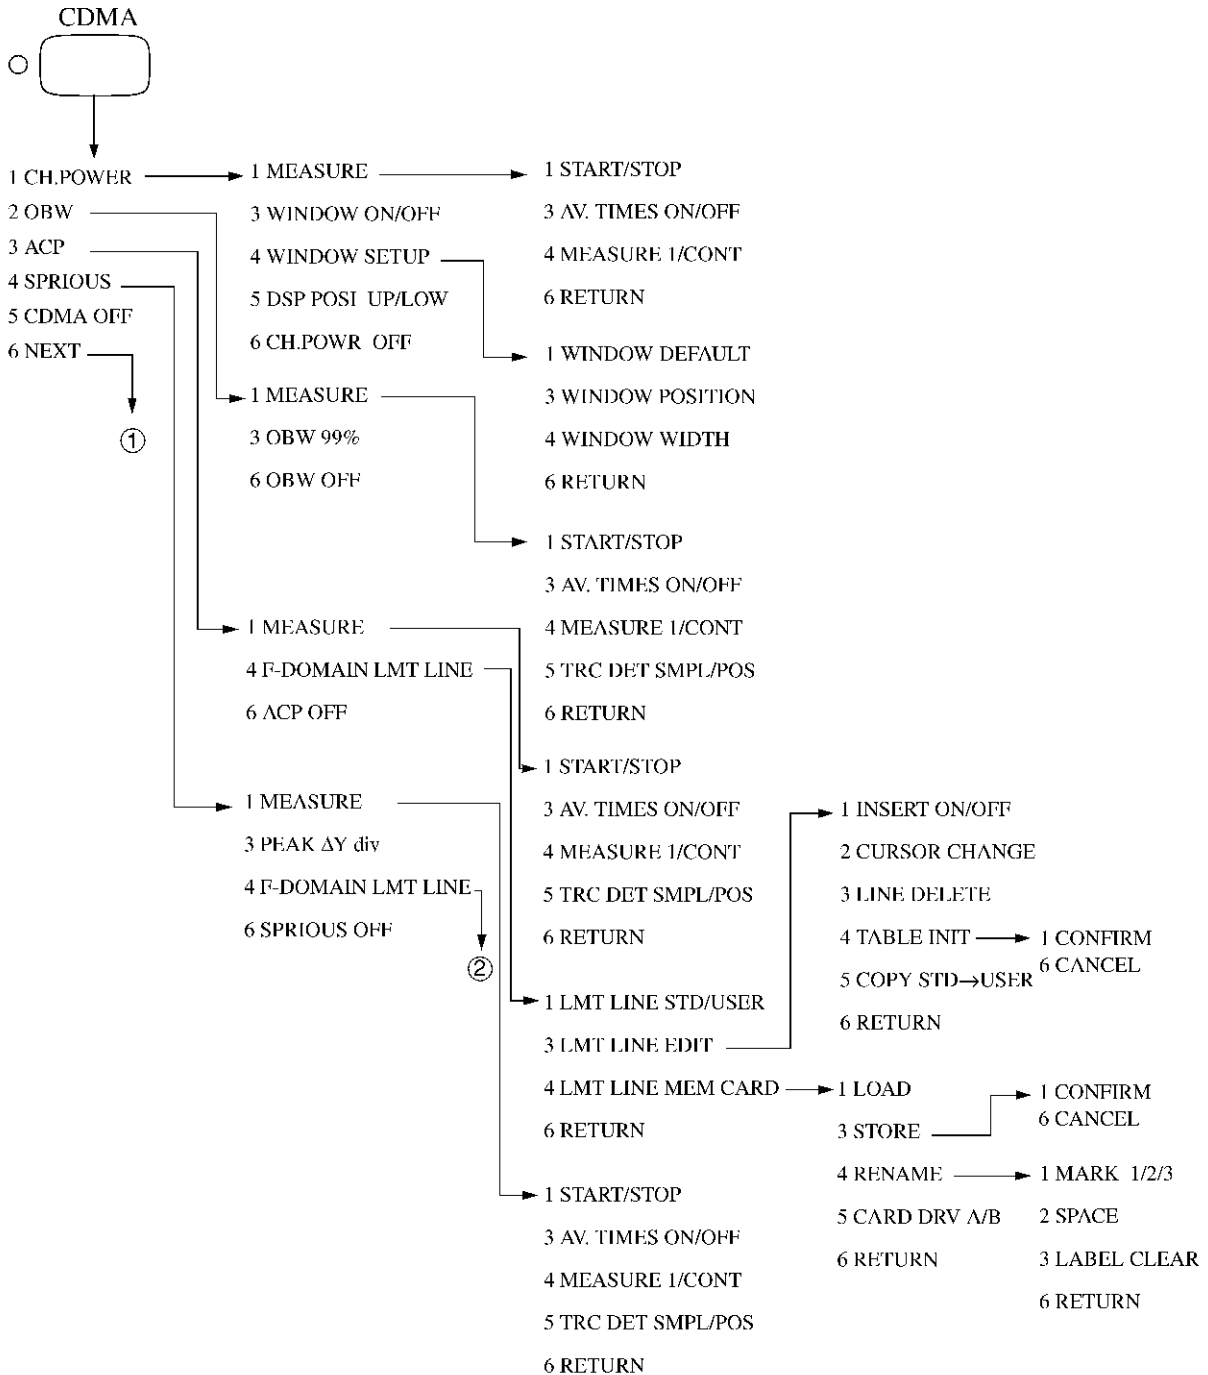 CDMA
1 CH.POWER
2 OBW
3 ACP
4 SPRIOUS
5 CDMA OFF
6 NEXT
①
1 MEASURE
3 WINDOW ON/OFF
4 WINDOW SETUP
5 DSP POSI UP/LOW
6 CH.POWR OFF
1 MEASURE
3 OBW 99%
6 OBW OFF
1 MEASURE
4 F-DOMAIN LMT LINE
6 ACP OFF
1 MEASURE
3 PEAK ΔY div
4 F-DOMAIN LMT LINE
6 SPRIOUS OFF
②
1 START/STOP
3 AV. TIMES ON/OFF
4 MEASURE 1/CONT
6 RETURN
1 WINDOW DEFAULT
3 WINDOW POSITION
4 WINDOW WIDTH
6 RETURN
1 START/STOP
3 AV. TIMES ON/OFF
4 MEASURE 1/CONT
5 TRC DET SMPL/POS
6 RETURN
1 START/STOP
3 AV. TIMES ON/OFF
4 MEASURE 1/CONT
5 TRC DET SMPL/POS
6 RETURN
1 LMT LINE STD/USER
3 LMT LINE EDIT
4 LMT LINE MEM CARD
6 RETURN
1 START/STOP
3 AV. TIMES ON/OFF
4 MEASURE 1/CONT
5 TRC DET SMPL/POS
6 RETURN
1 INSERT ON/OFF
2 CURSOR CHANGE
3 LINE DELETE
4 TABLE INIT
5 COPY STD→USER
6 RETURN
1 CONFIRM
6 CANCEL
1 LOAD
3 STORE
4 RENAME
5 CARD DRV A/B
6 RETURN
1 CONFIRM
6 CANCEL
1 MARK 1/2/3
2 SPACE
3 LABEL CLEAR
6 RETURN